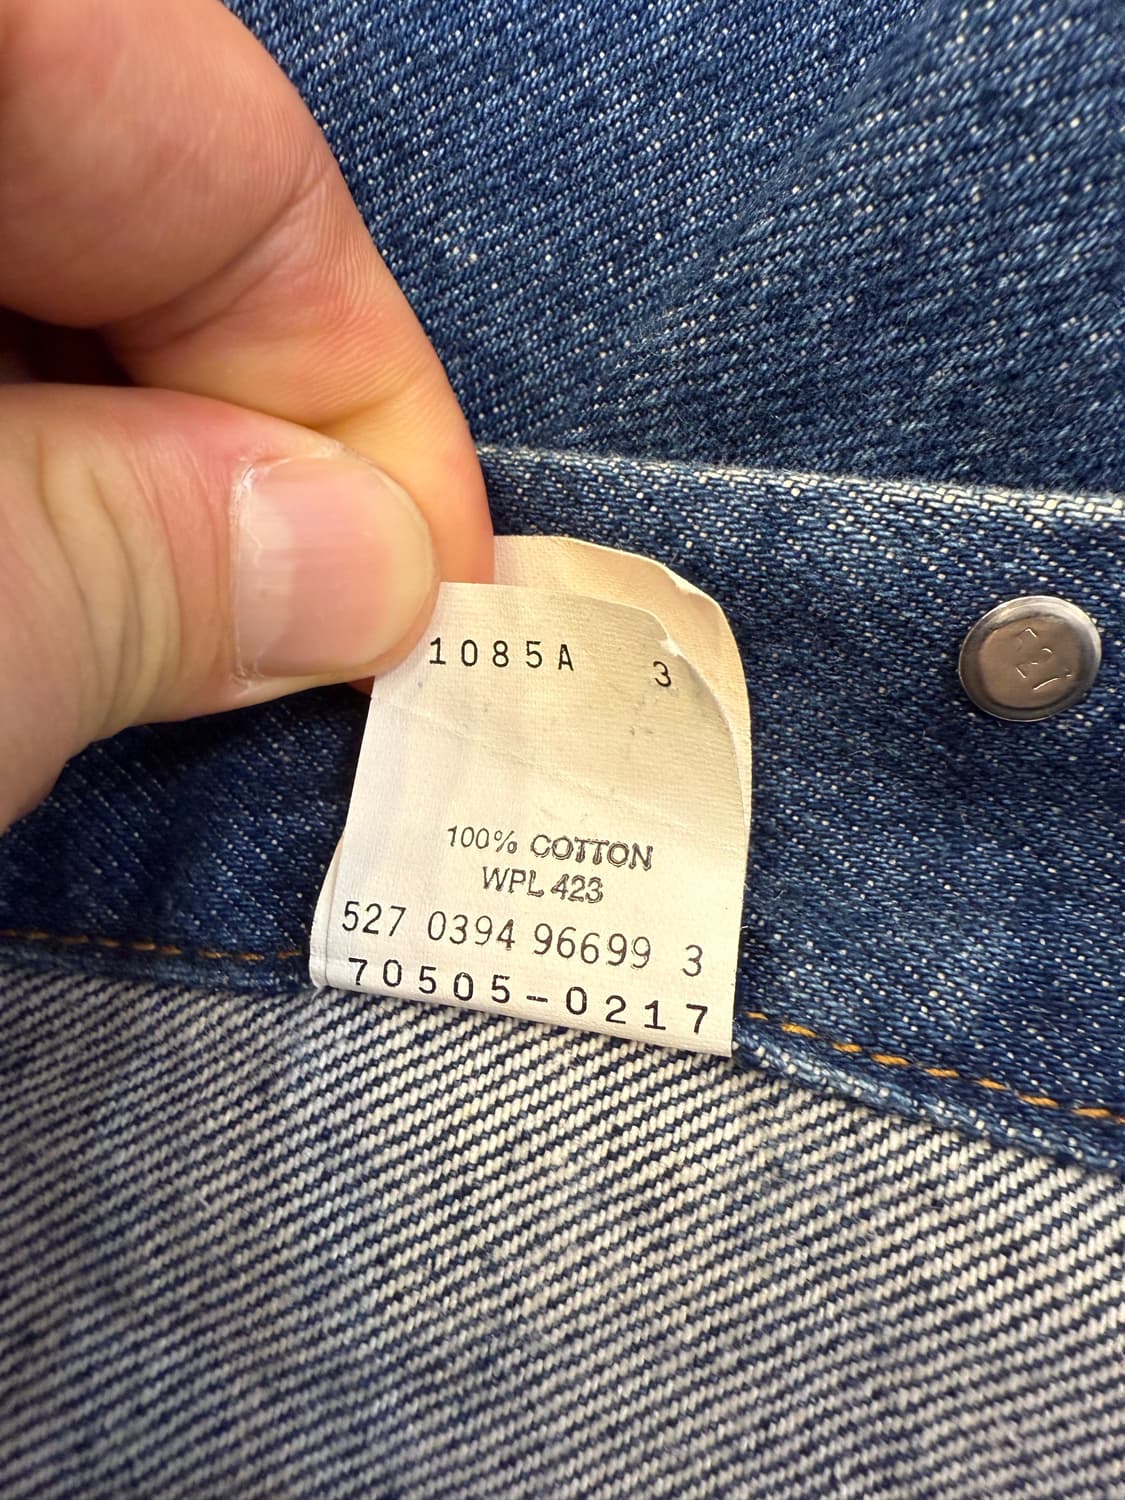 1085A 3
100% COTTON
WPL 423
527 0394 96699 3
70505-0217